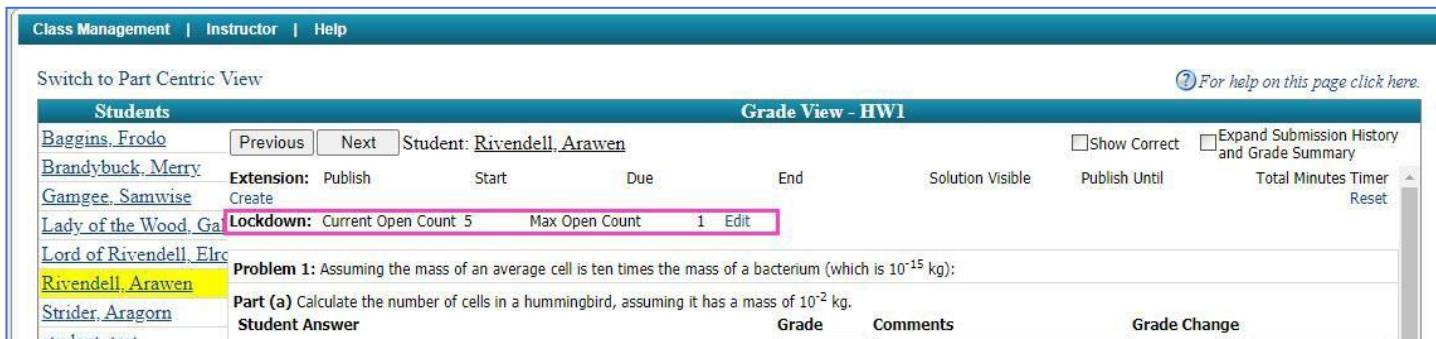 Class Management | Instructor | Help
Switch to Part Centric View
For help on this page click here.
Students
Grade View - HW1
Baggins, Frodo
Brandybuck, Merry
Gamgee, Samwise
Lady of the Wood, Gal
Lord of Rivendell, Elro
Rivendell, Arawen
Strider, Aragorn
Previous Next Student: Rivendell, Arawen
Show Correct
Expand Submission History
and Grade Summary
Extension: Publish Start Due End Solution Visible Publish Until Total Minutes Timer
Create Reset
Lockdown: Current Open Count 5 Max Open Count 1 Edit
Problem 1: Assuming the mass of an average cell is ten times the mass of a bacterium (which is 10⁻¹⁵ kg):
Part (a) Calculate the number of cells in a hummingbird, assuming it has a mass of 10⁻² kg.
Student Answer Grade Comments Grade Change